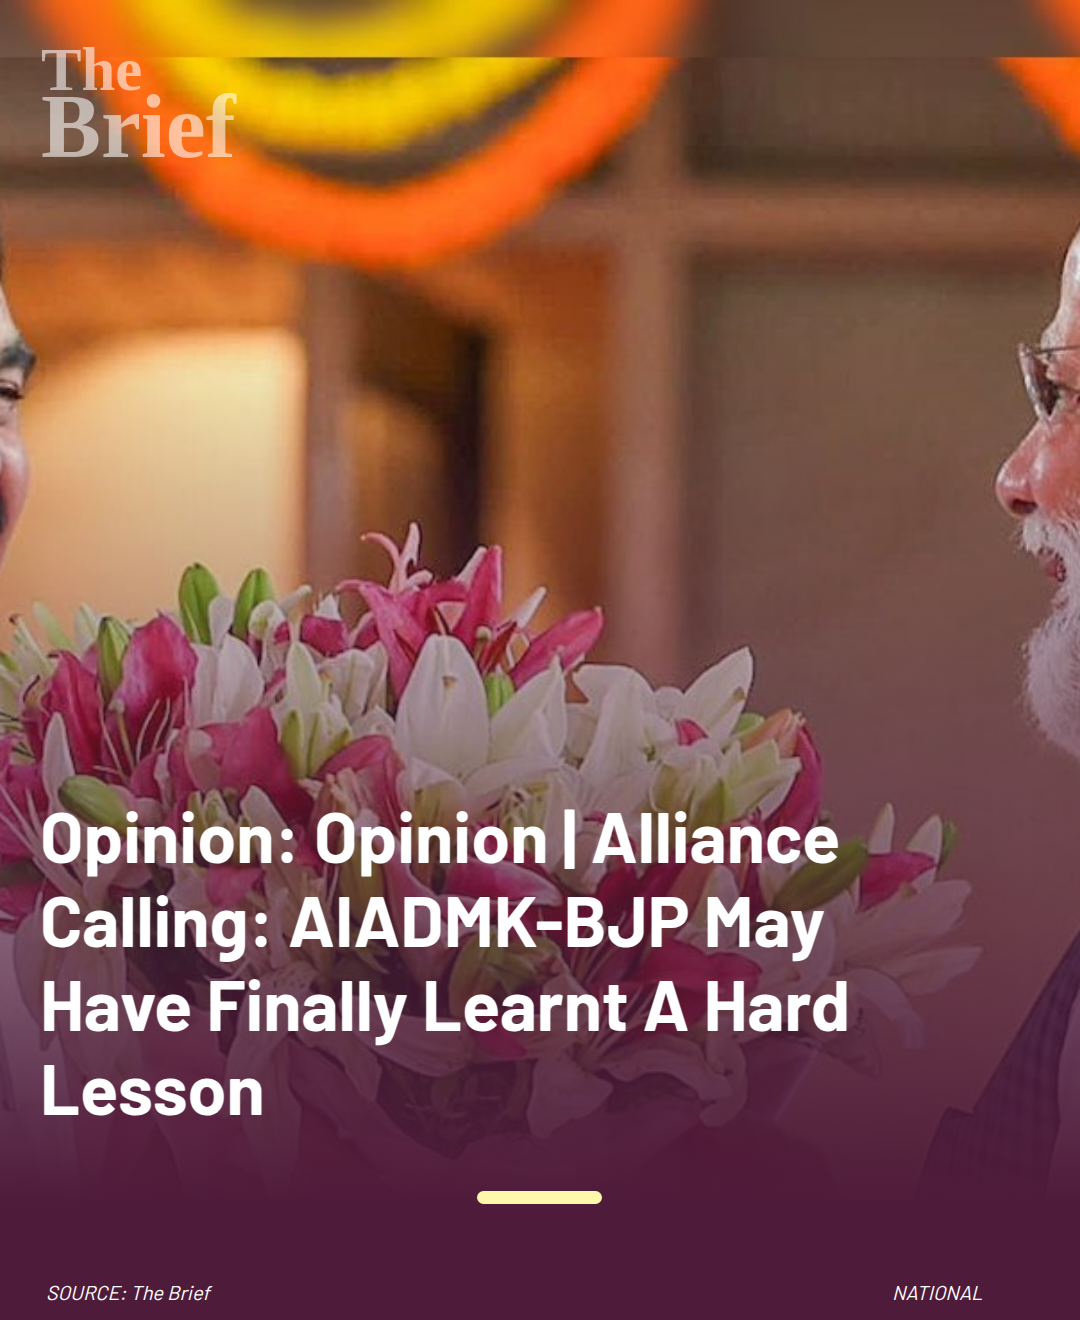 The
Brief
Opinion: Opinion | Alliance
Calling: AIADMK-BJP May
Have Finally Learnt A Hard
Lesson
SOURCE: The Brief
NATIONAL